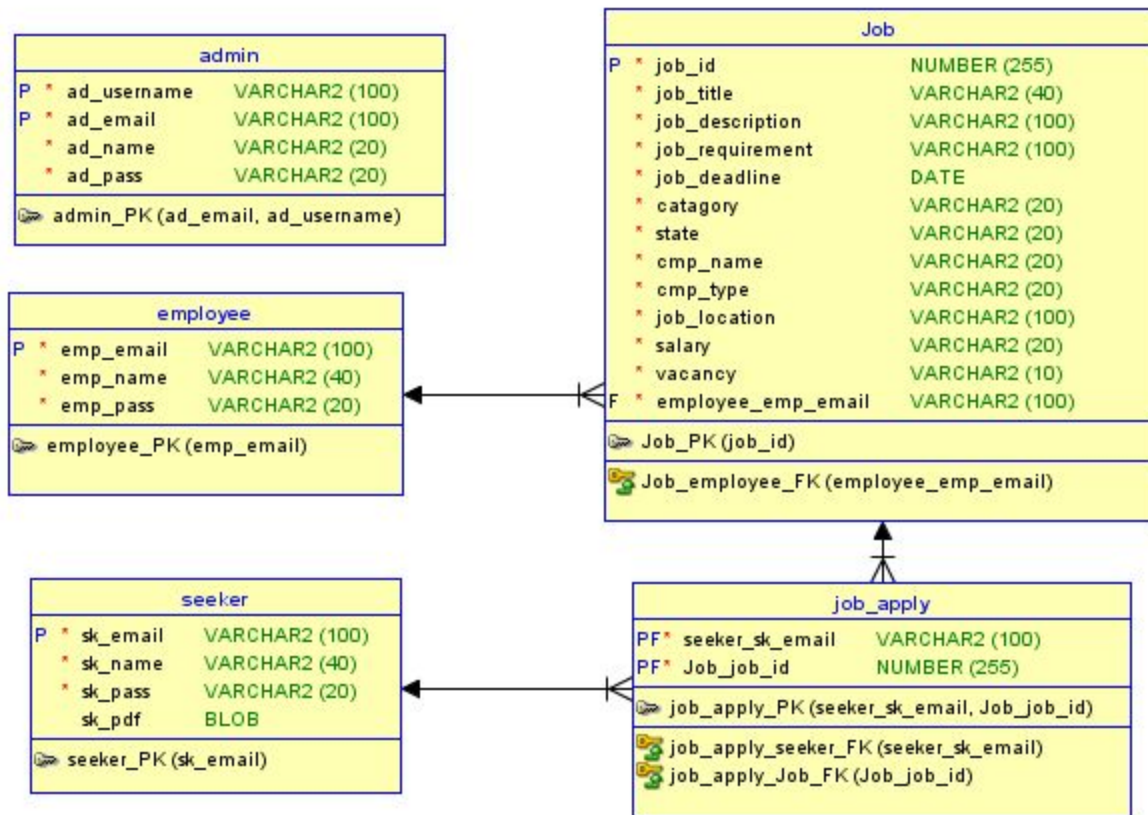 admin
P * ad_username VARCHAR2 (100)
P * ad_email VARCHAR2 (100)
* ad_name VARCHAR2 (20)
* ad_pass VARCHAR2 (20)
admin_PK (ad_email, ad_username)
employee
P * emp_email VARCHAR2 (100)
* emp_name VARCHAR2 (40)
* emp_pass VARCHAR2 (20)
employee_PK (emp_email)
seeker
P * sk_email VARCHAR2 (100)
* sk_name VARCHAR2 (40)
* sk_pass VARCHAR2 (20)
sk_pdf BLOB
seeker_PK (sk_email)
Job
P * job_id NUMBER (255)
* job_title VARCHAR2 (40)
* job_description VARCHAR2 (100)
* job_requirement VARCHAR2 (100)
* job_deadline DATE
* catagory VARCHAR2 (20)
* state VARCHAR2 (20)
* cmp_name VARCHAR2 (20)
* cmp_type VARCHAR2 (20)
* job_location VARCHAR2 (100)
* salary VARCHAR2 (20)
* vacancy VARCHAR2 (10)
F * employee_emp_email VARCHAR2 (100)
Job_PK (job_id)
Job_employee_FK (employee_emp_email)
job_apply
PF* seeker_sk_email VARCHAR2 (100)
PF* Job_job_id NUMBER (255)
job_apply_PK (seeker_sk_email, Job_job_id)
job_apply_seeker_FK (seeker_sk_email)
job_apply_Job_FK (Job_job_id)